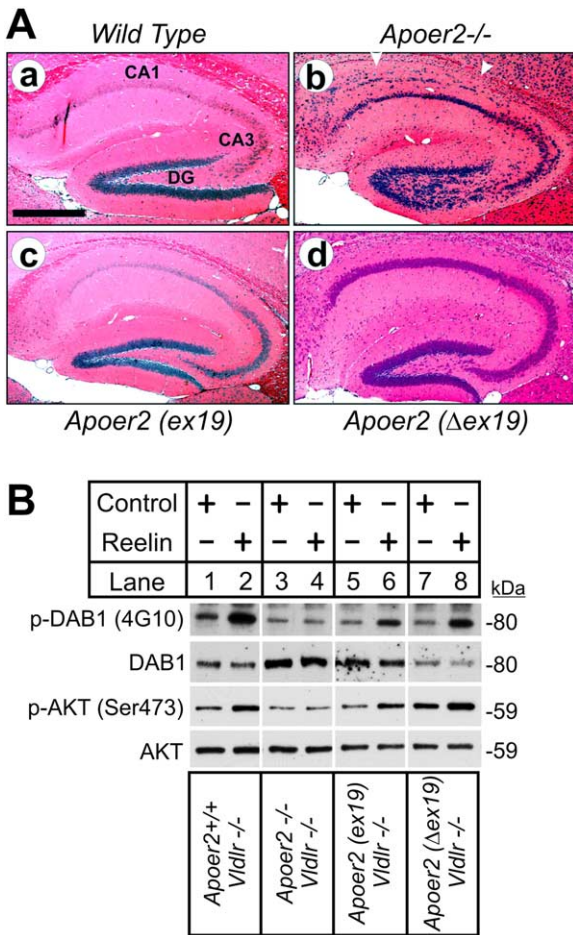 A
Wild Type
Apoer2-/-
a
CA1
CA3
DG
b
c
d
Apoer2 (ex19)
Apoer2 (Δex19)
B
Control + − + − + − + −
Reelin − + − + − + − +
Lane 1 2 3 4 5 6 7 8 kDa
p-DAB1 (4G10) -80
DAB1 -80
p-AKT (Ser473) -59
AKT -59
Apoer2+/+
Vldlr -/-
Apoer2 -/-
Vldlr -/-
Apoer2 (ex19)
Vldlr -/-
Apoer2 (Δex19)
Vldlr -/-